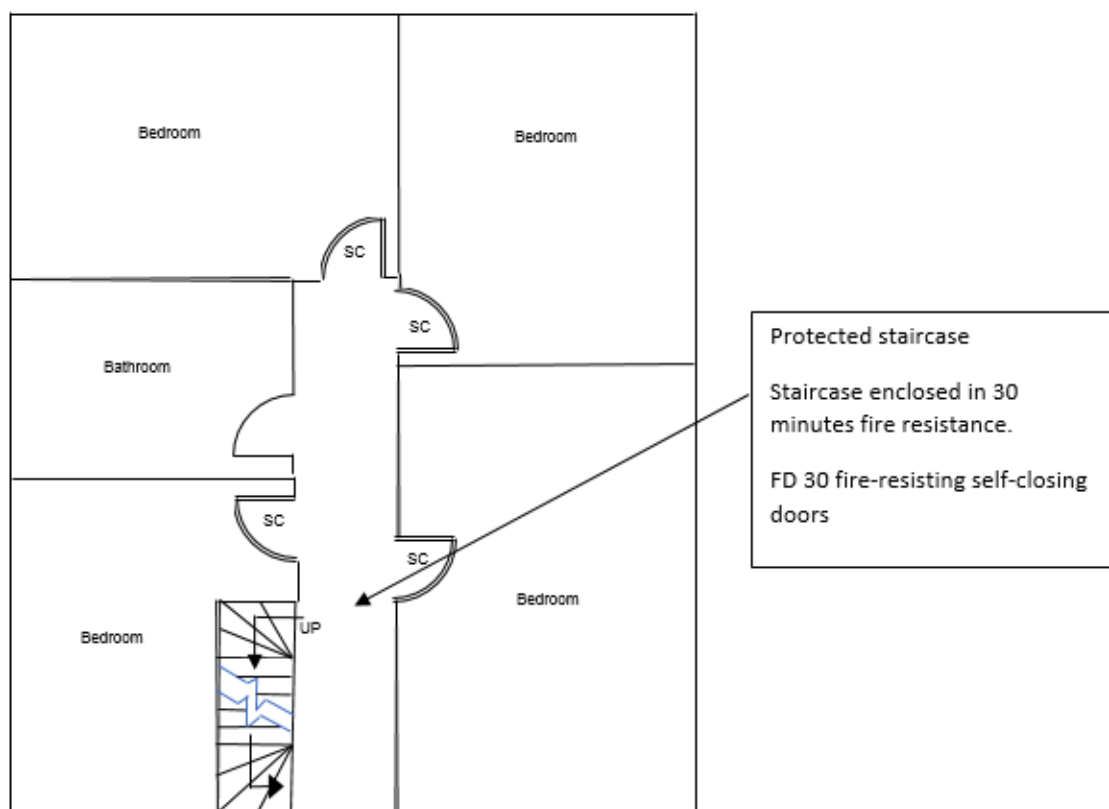 Bedroom
Bedroom
SC
SC
Bathroom
Protected staircase
Staircase enclosed in 30
minutes fire resistance.
FD 30 fire-resisting self-closing
doors
SC
SC
Bedroom
Bedroom
UP